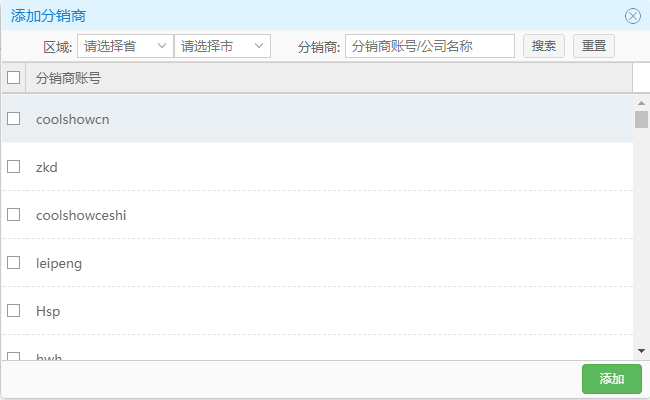 添加分销商
区域: 请选择省 请选择市 分销商: 分销商账号/公司名称 搜索 重置
分销商账号
coolshowcn
zkd
coolshowceshi
leipeng
Hsp
hwh
添加